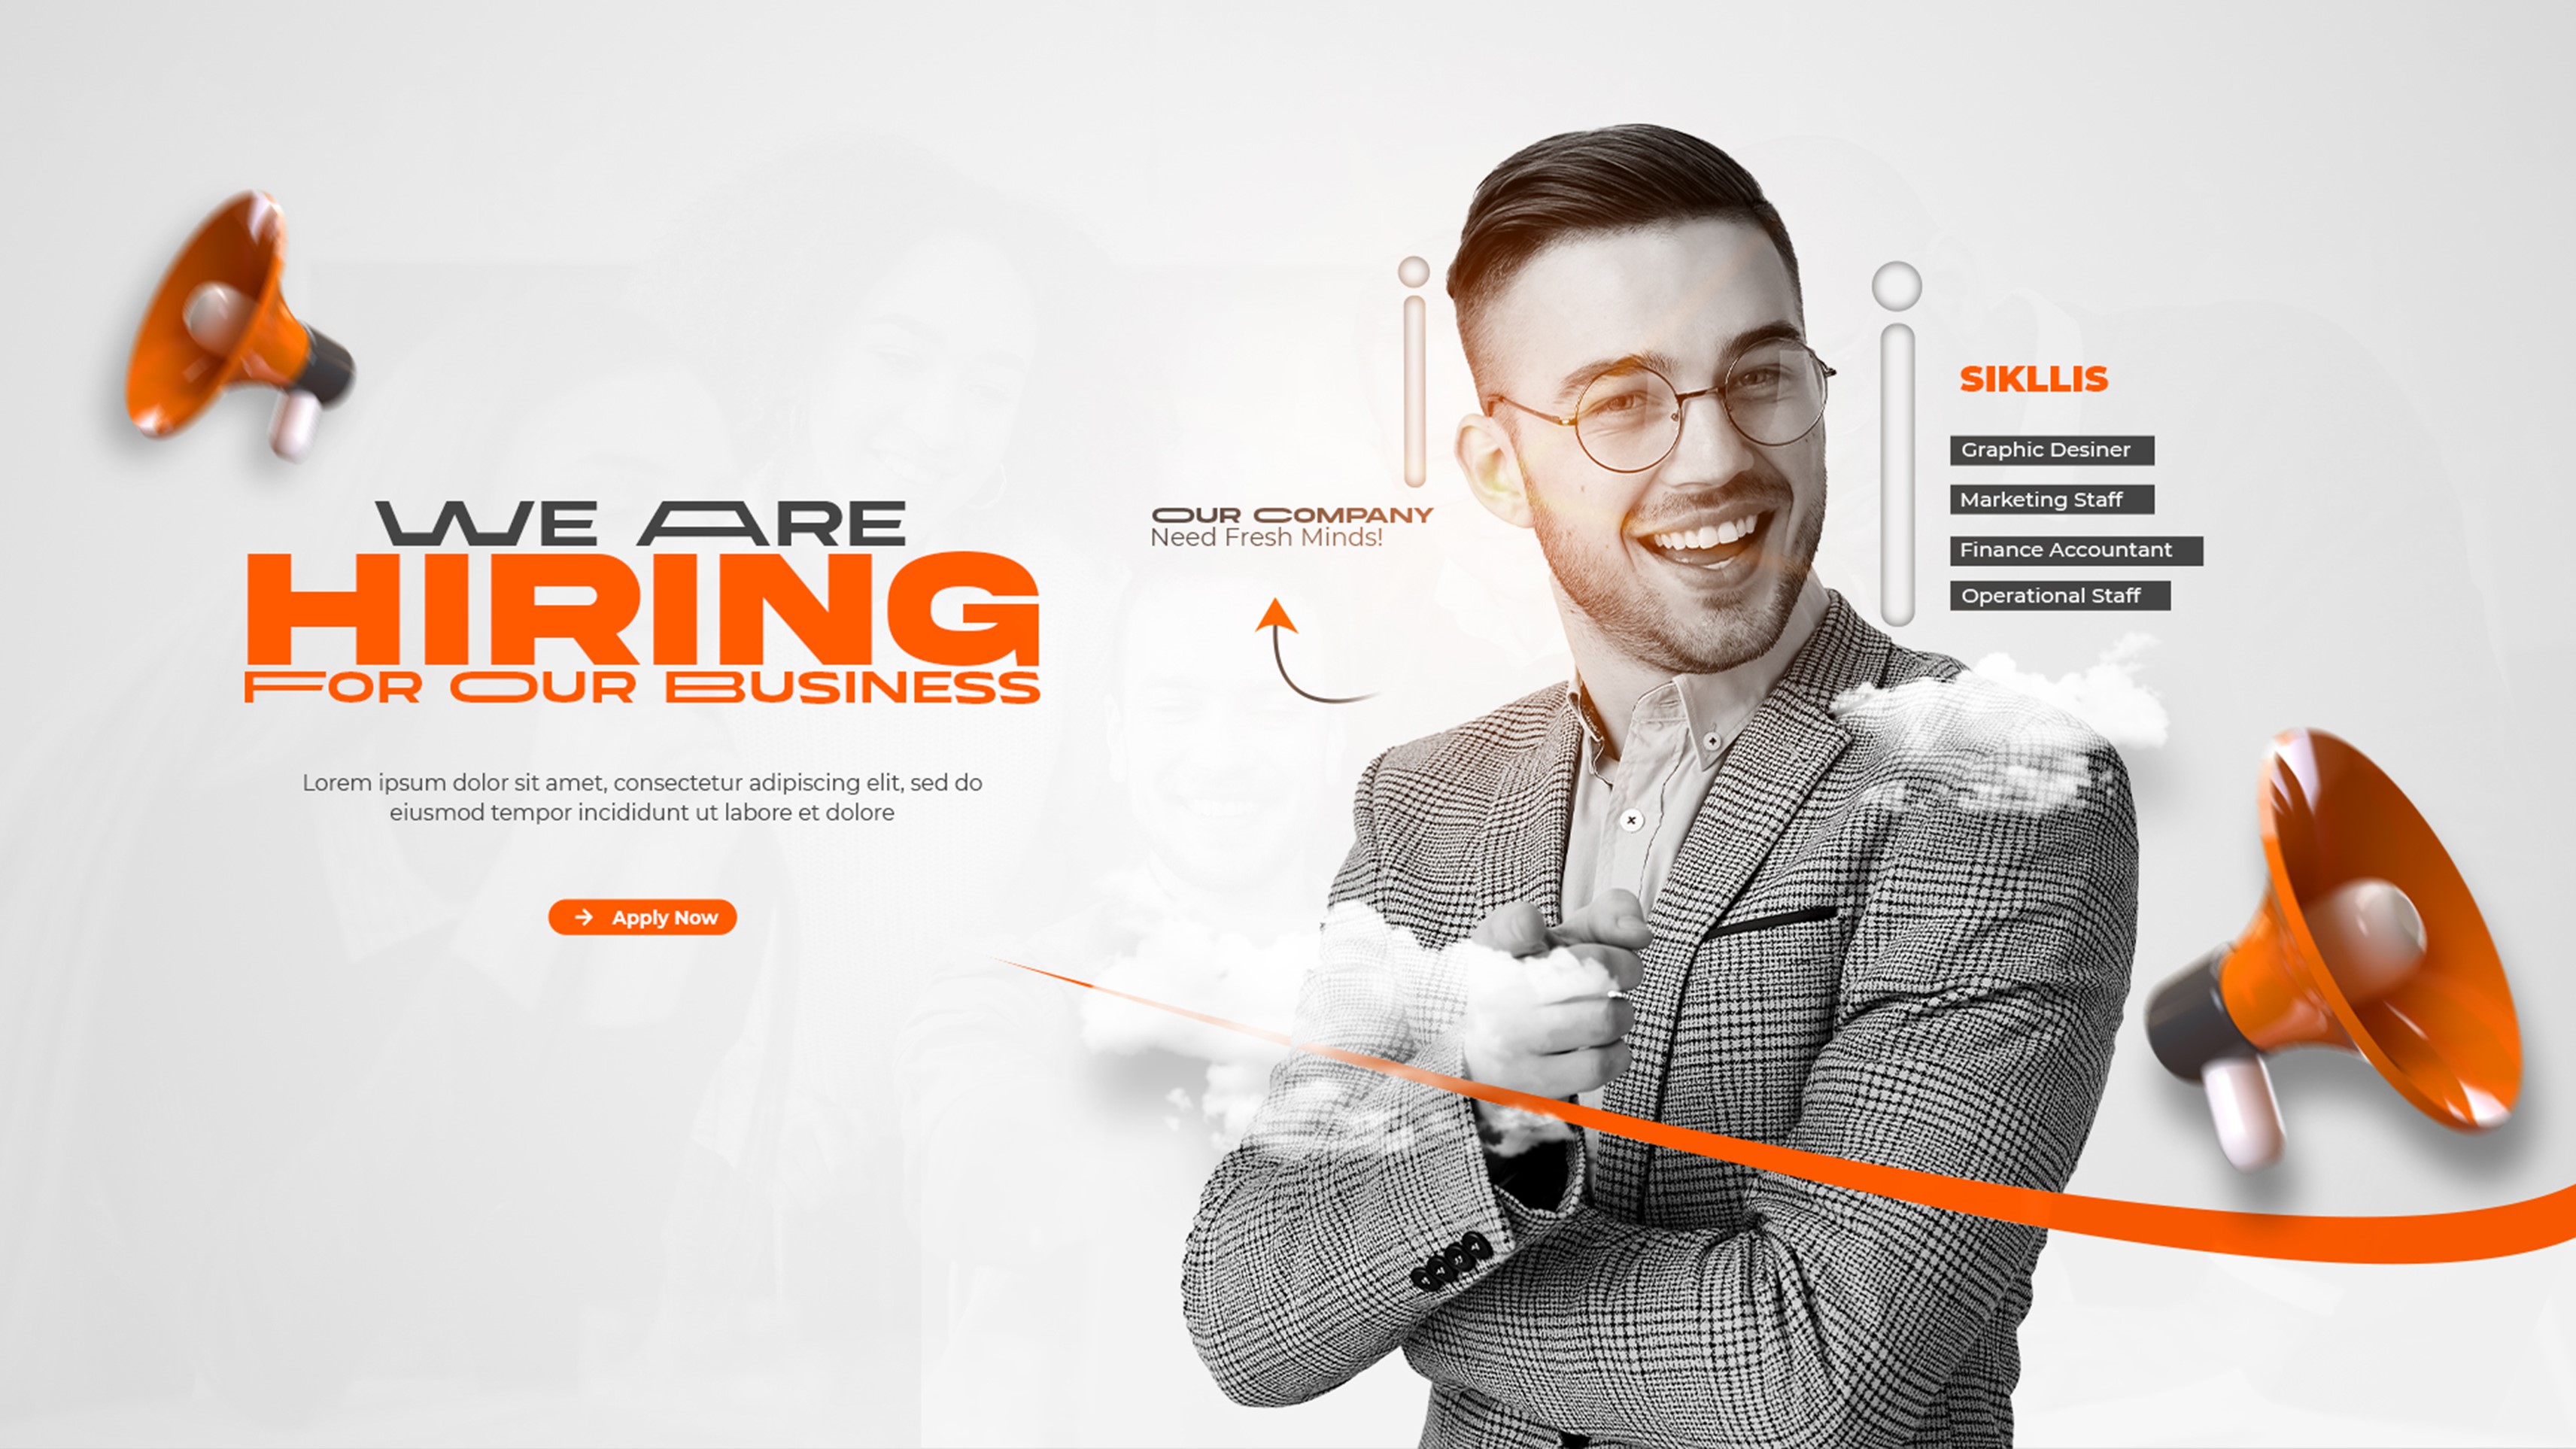 WE ARE
HIRING
FOR OUR BUSINESS
Lorem ipsum dolor sit amet, consectetur adipiscing elit, sed do
eiusmod tempor incididunt ut labore et dolore
Apply Now
OUR COMPANY
Need Fresh Minds!
SIKLLIS
Graphic Desiner
Marketing Staff
Finance Accountant
Operational Staff